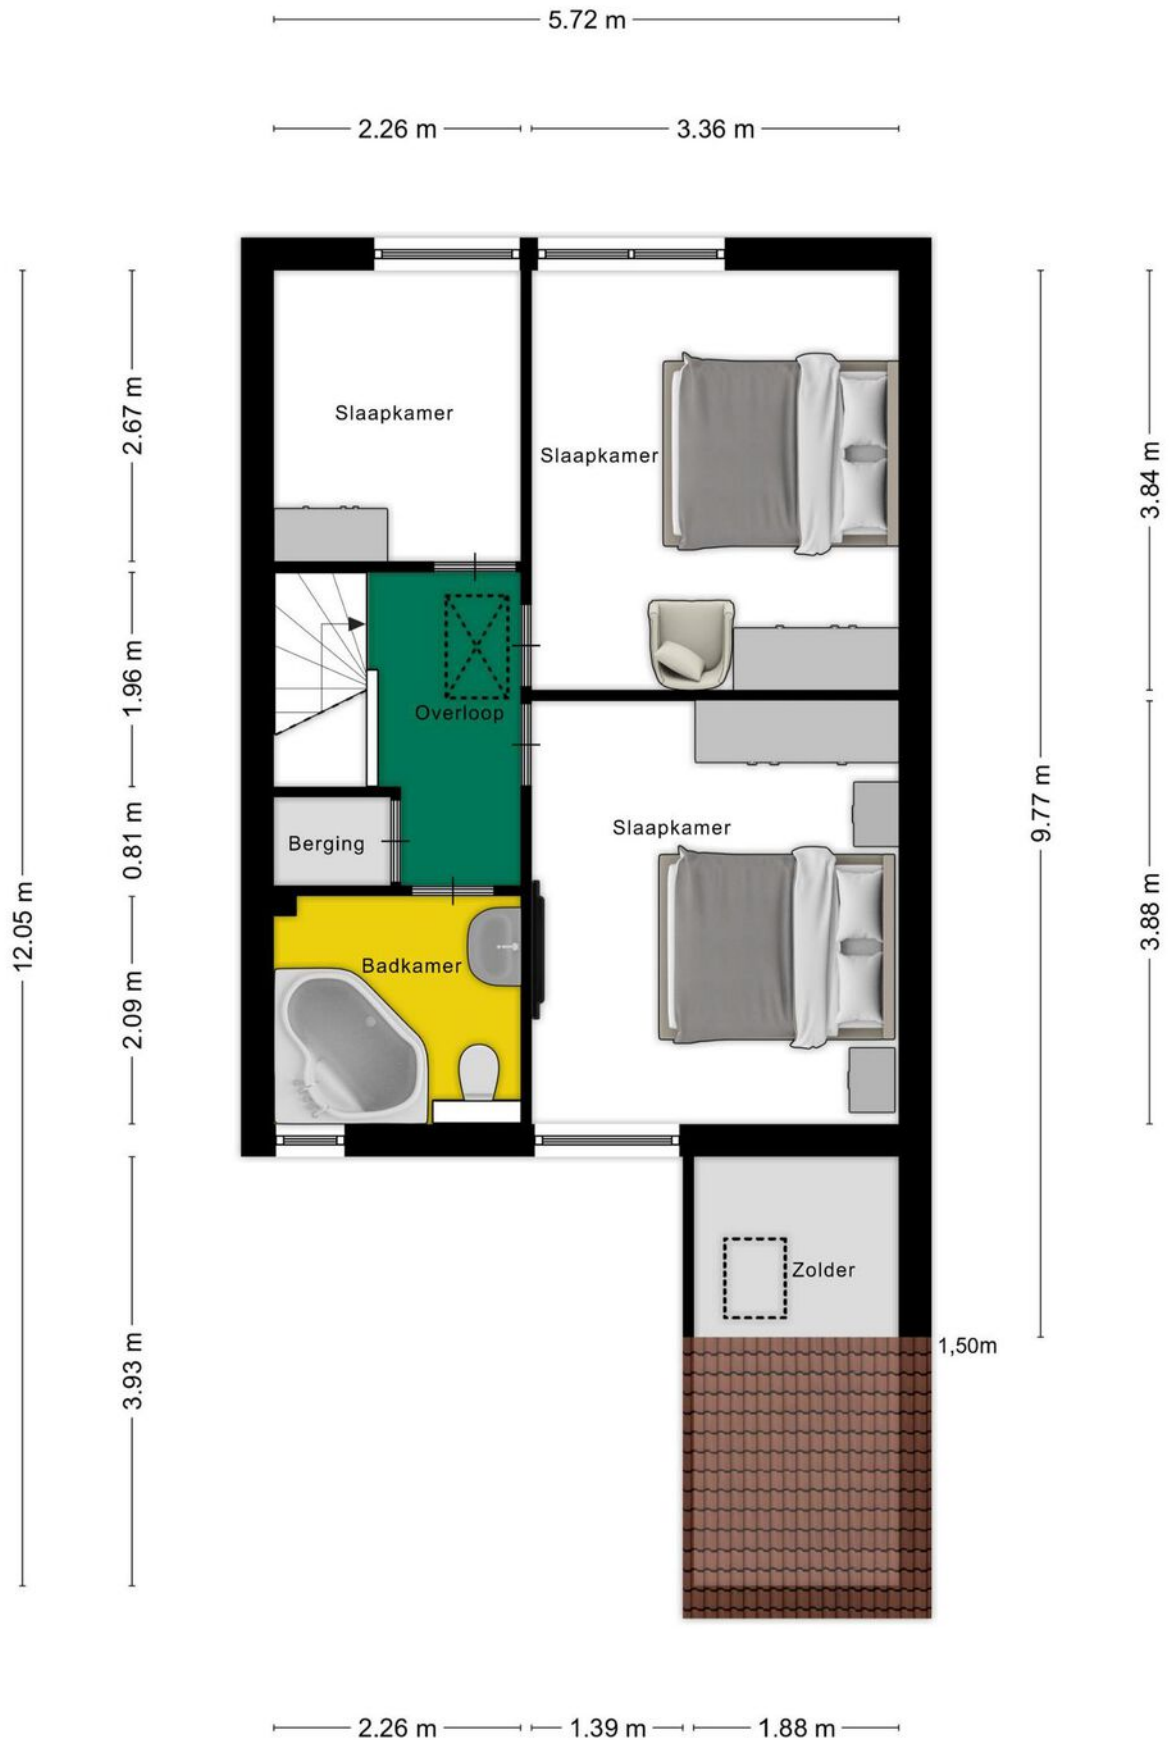 5.72 m
2.26 m
3.36 m
2.67 m
Slaapkamer
Slaapkamer
3.84 m
1.96 m
Overloop
9.77 m
0.81 m
Berging
Slaapkamer
12.05 m
3.88 m
2.09 m
Badkamer
Zolder
1,50m
3.93 m
2.26 m
1.39 m
1.88 m